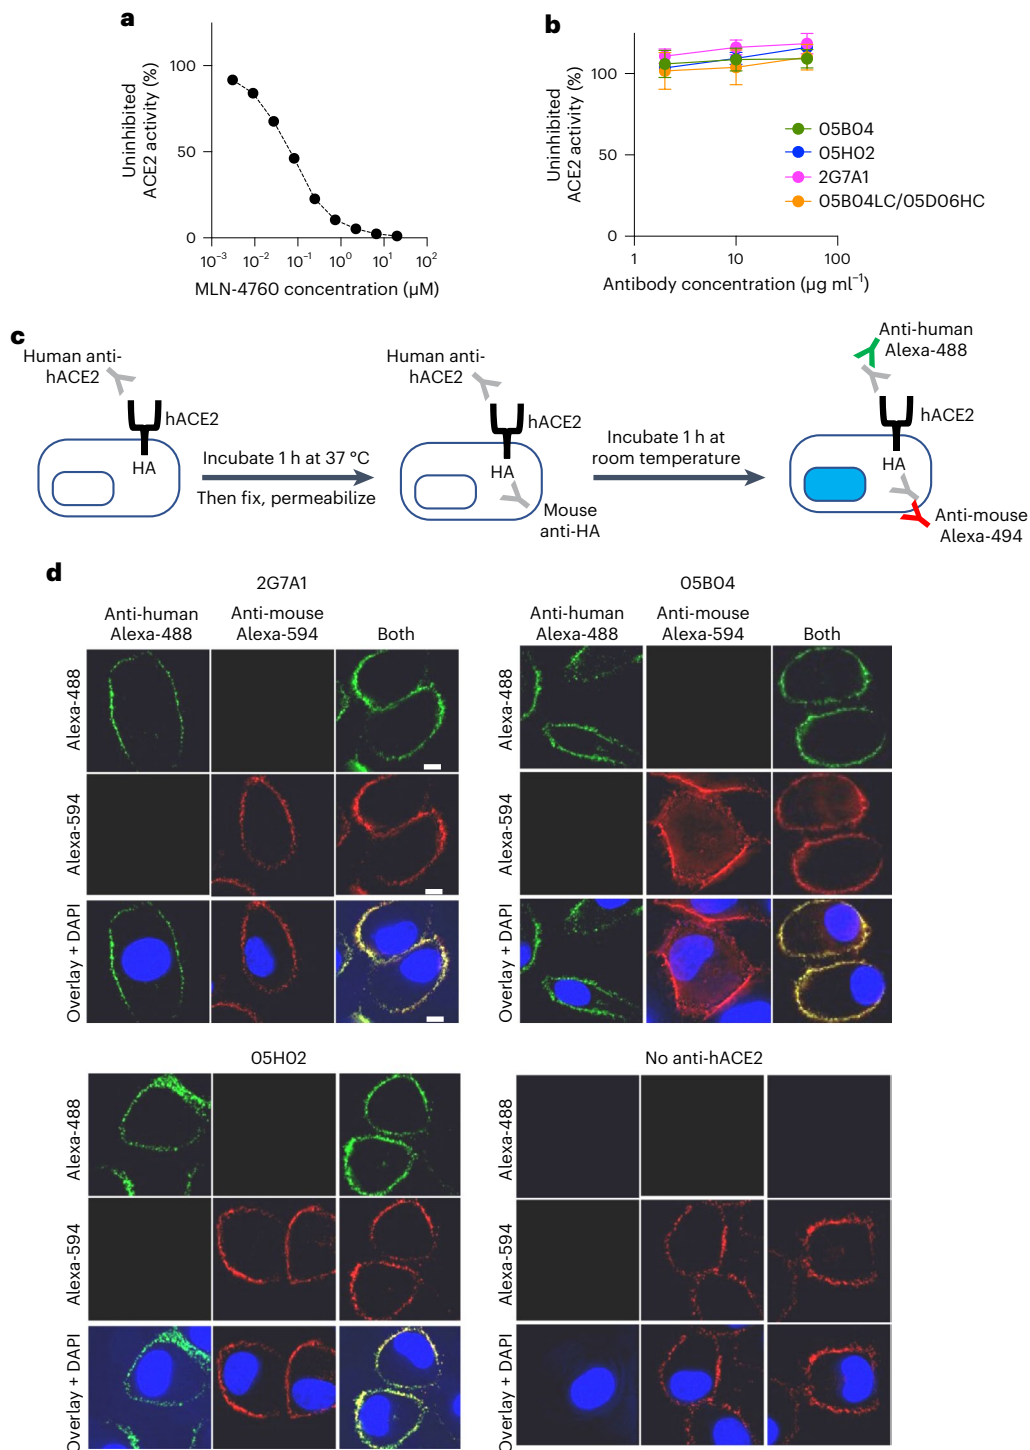 a
Uninhibited
ACE2 activity (%)
100
50
0
10⁻³ 10⁻² 10⁻¹ 10⁰ 10¹ 10²
MLN-4760 concentration (µM)
b
Uninhibited
ACE2 activity (%)
100
50
0
05B04
05H02
2G7A1
05B04LC/05D06HC
1 10 100
Antibody concentration (µg ml⁻¹)
c
Human anti-
hACE2
hACE2
HA
Incubate 1 h at 37 °C
Then fix, permeabilize
Human anti-
hACE2
hACE2
HA
Mouse
anti-HA
Incubate 1 h at
room temperature
Anti-human
Alexa-488
hACE2
HA
Anti-mouse
Alexa-494
d
2G7A1
Anti-human
Alexa-488
Anti-mouse
Alexa-594
Both
Alexa-488
Alexa-594
Overlay + DAPI
05B04
Anti-human
Alexa-488
Anti-mouse
Alexa-594
Both
Alexa-488
Alexa-594
Overlay + DAPI
05H02
Alexa-488
Alexa-594
Overlay + DAPI
No anti-hACE2
Alexa-488
Alexa-594
Overlay + DAPI